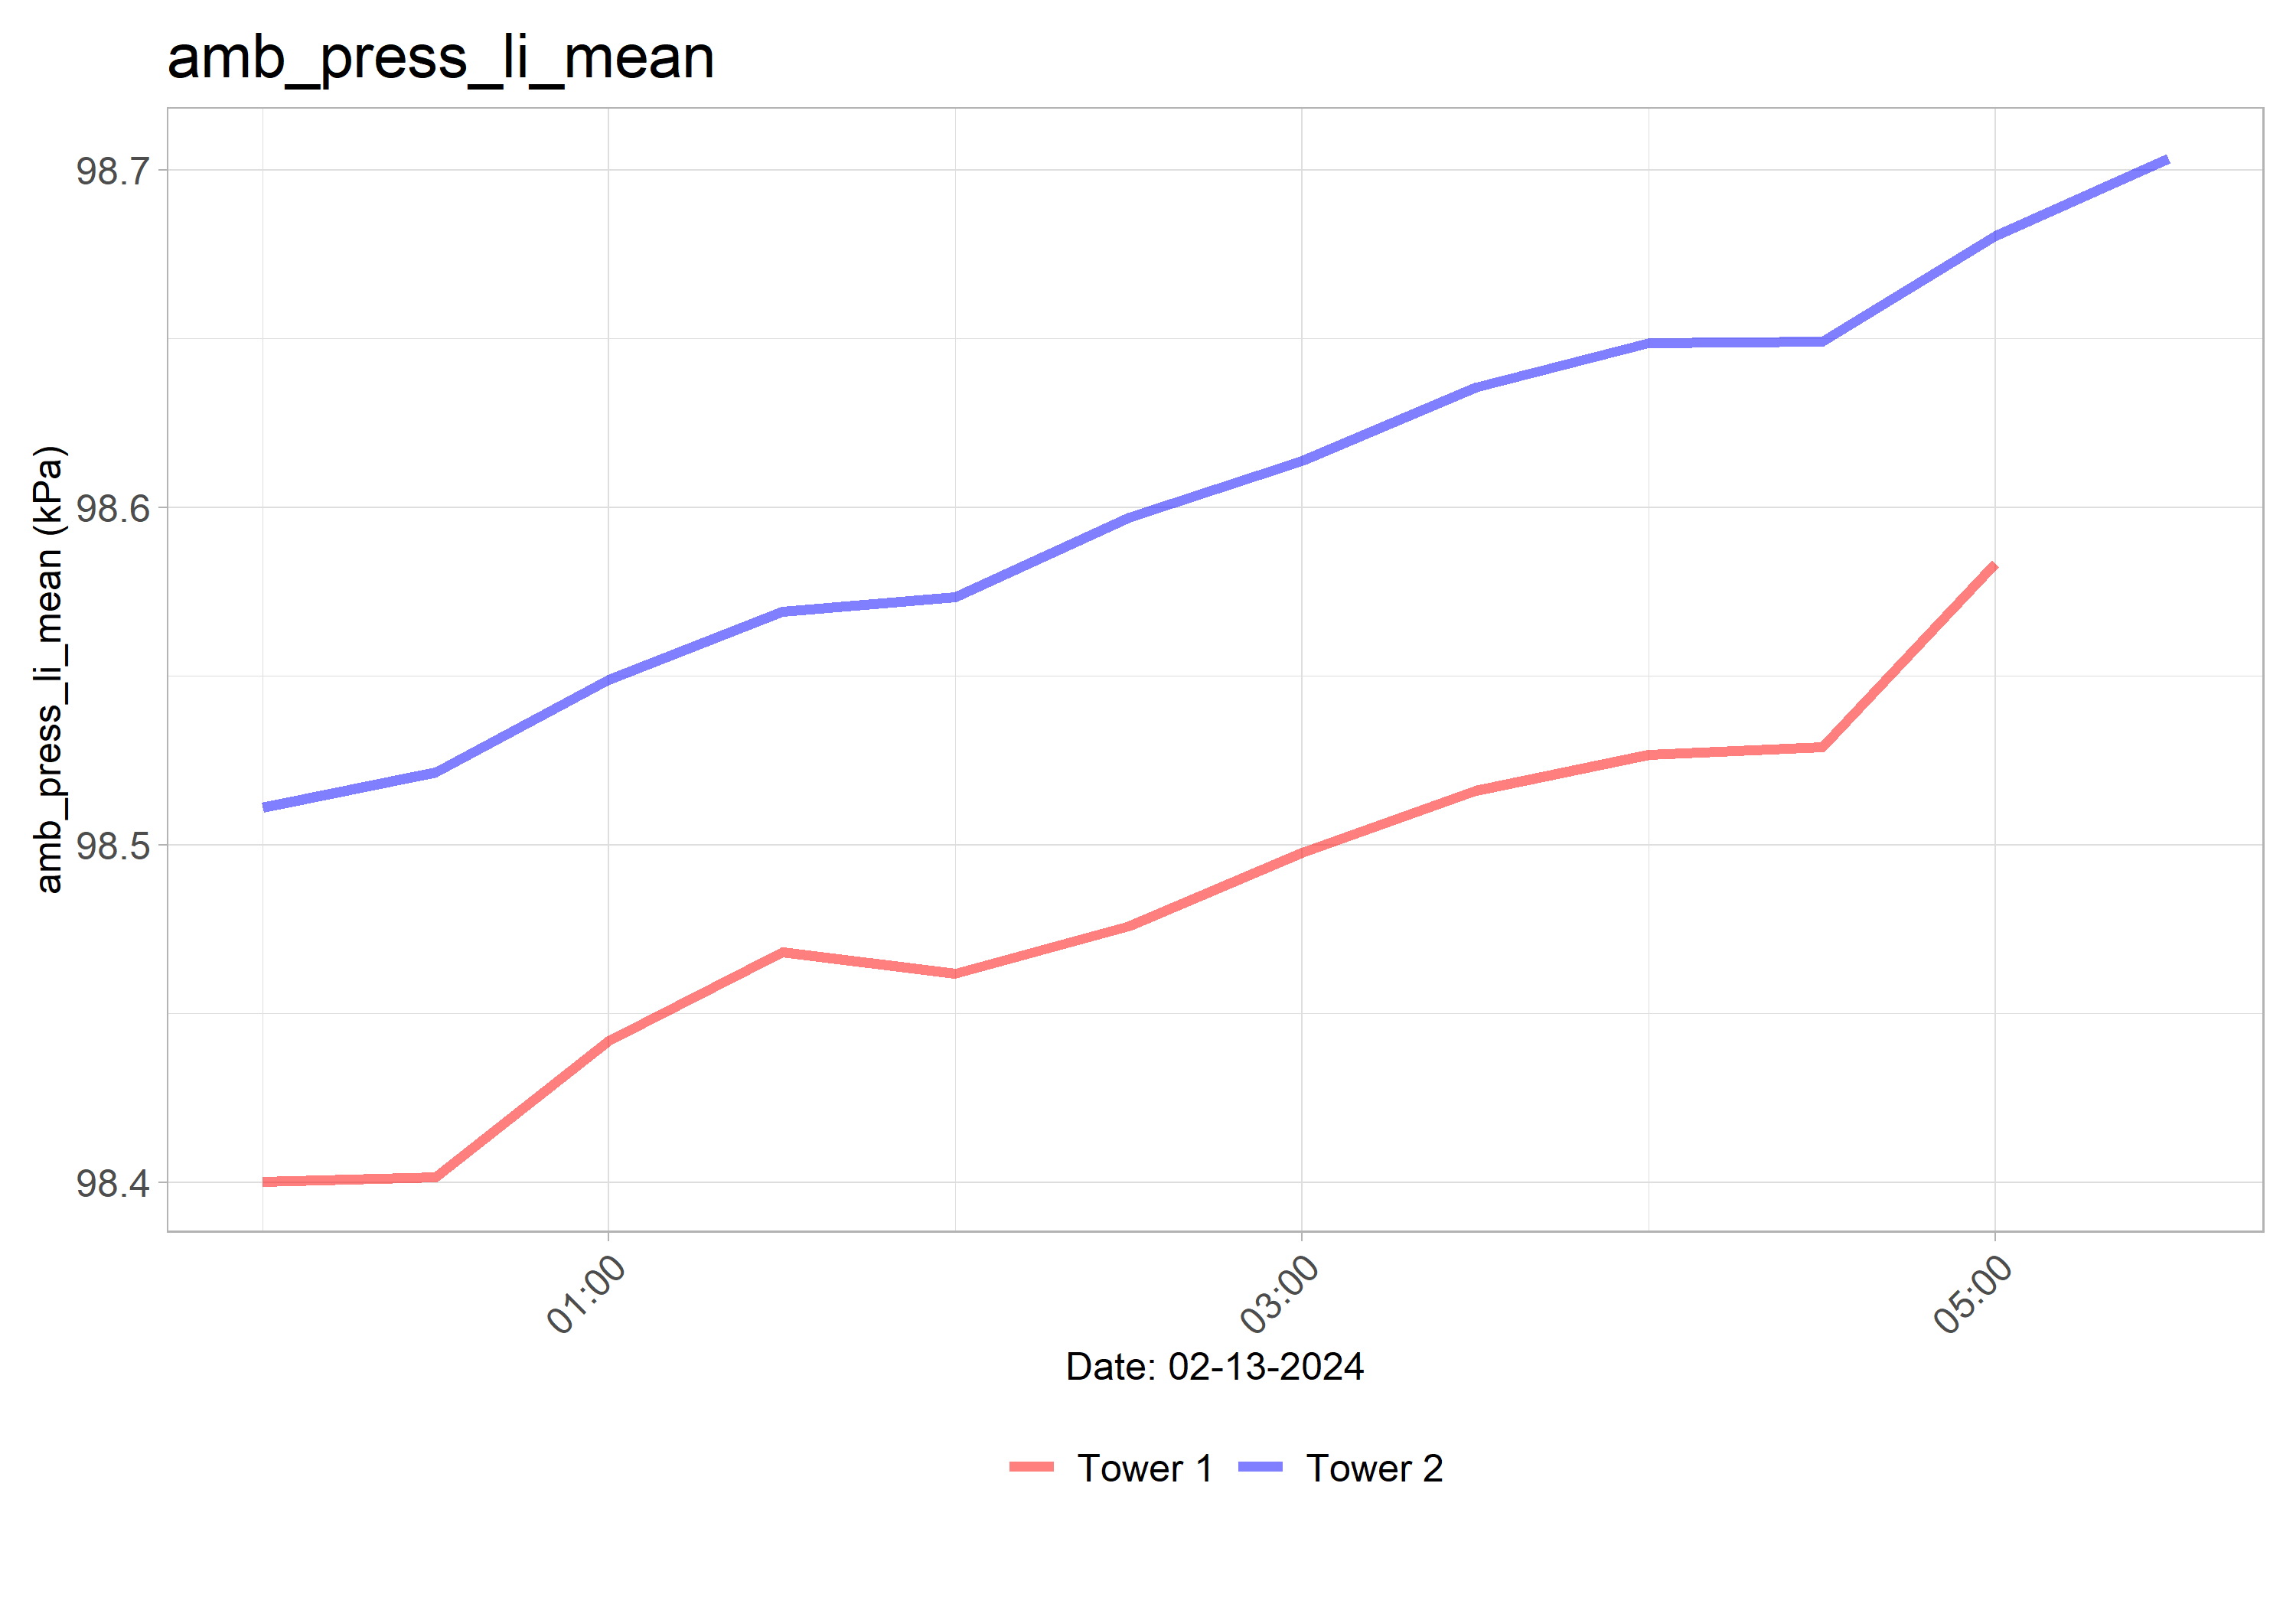 amb_press_li_mean
amb_press_li_mean (kPa)
98.7
98.6
98.5
98.4
01:00
03:00
05:00
Date: 02-13-2024
Tower 1
Tower 2